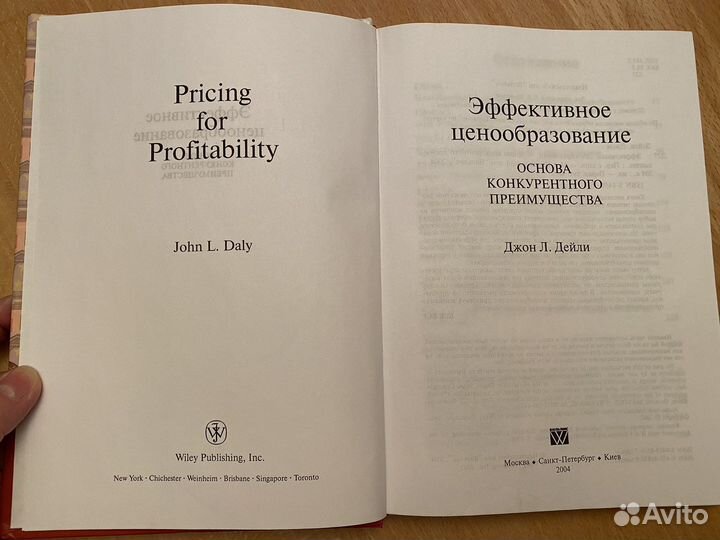 Pricing
for
Profitability
John L. Daly
Wiley Publishing, Inc.
New York · Chichester · Weinheim · Brisbane · Singapore · Toronto
Эффективное
ценообразование
ОСНОВА
КОНКУРЕНТНОГО
ПРЕИМУЩЕСТВА
Джон Л. Дейли
W
Москва ◆ Санкт-Петербург ◆ Киев
2004
Avito